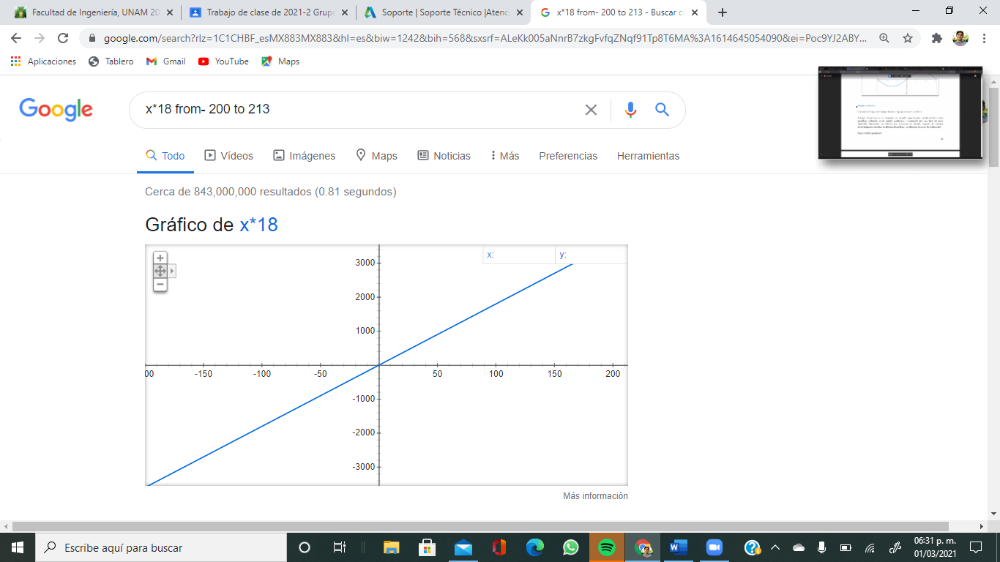 Facultad de Ingeniería, UNAM 20
Trabajo de clase de 2021-2 Grupo
Soporte | Soporte Técnico |Atenci
x*18 from- 200 to 213 - Buscar co
google.com/search?rlz=1C1CHBF_esMX883MX883&hl=es&biw=1242&bih=568&sxsrf=ALeKk005aNnrB7zkgFvfqZNqf91Tp8T6MA%3A1614645054090&ei=Poc9YJ2ABY...
Aplicaciones
Tablero
Gmail
YouTube
Maps
Google
x*18 from- 200 to 213
Todo
Vídeos
Imágenes
Maps
Noticias
Más
Preferencias
Herramientas
Cerca de 843,000,000 resultados (0.81 segundos)
Gráfico de x*18
x:
y:
3000
2000
1000
00 -150 -100 -50 50 100 150 200
-1000
-2000
-3000
Más información
Escribe aquí para buscar
06:31 p. m.
01/03/2021